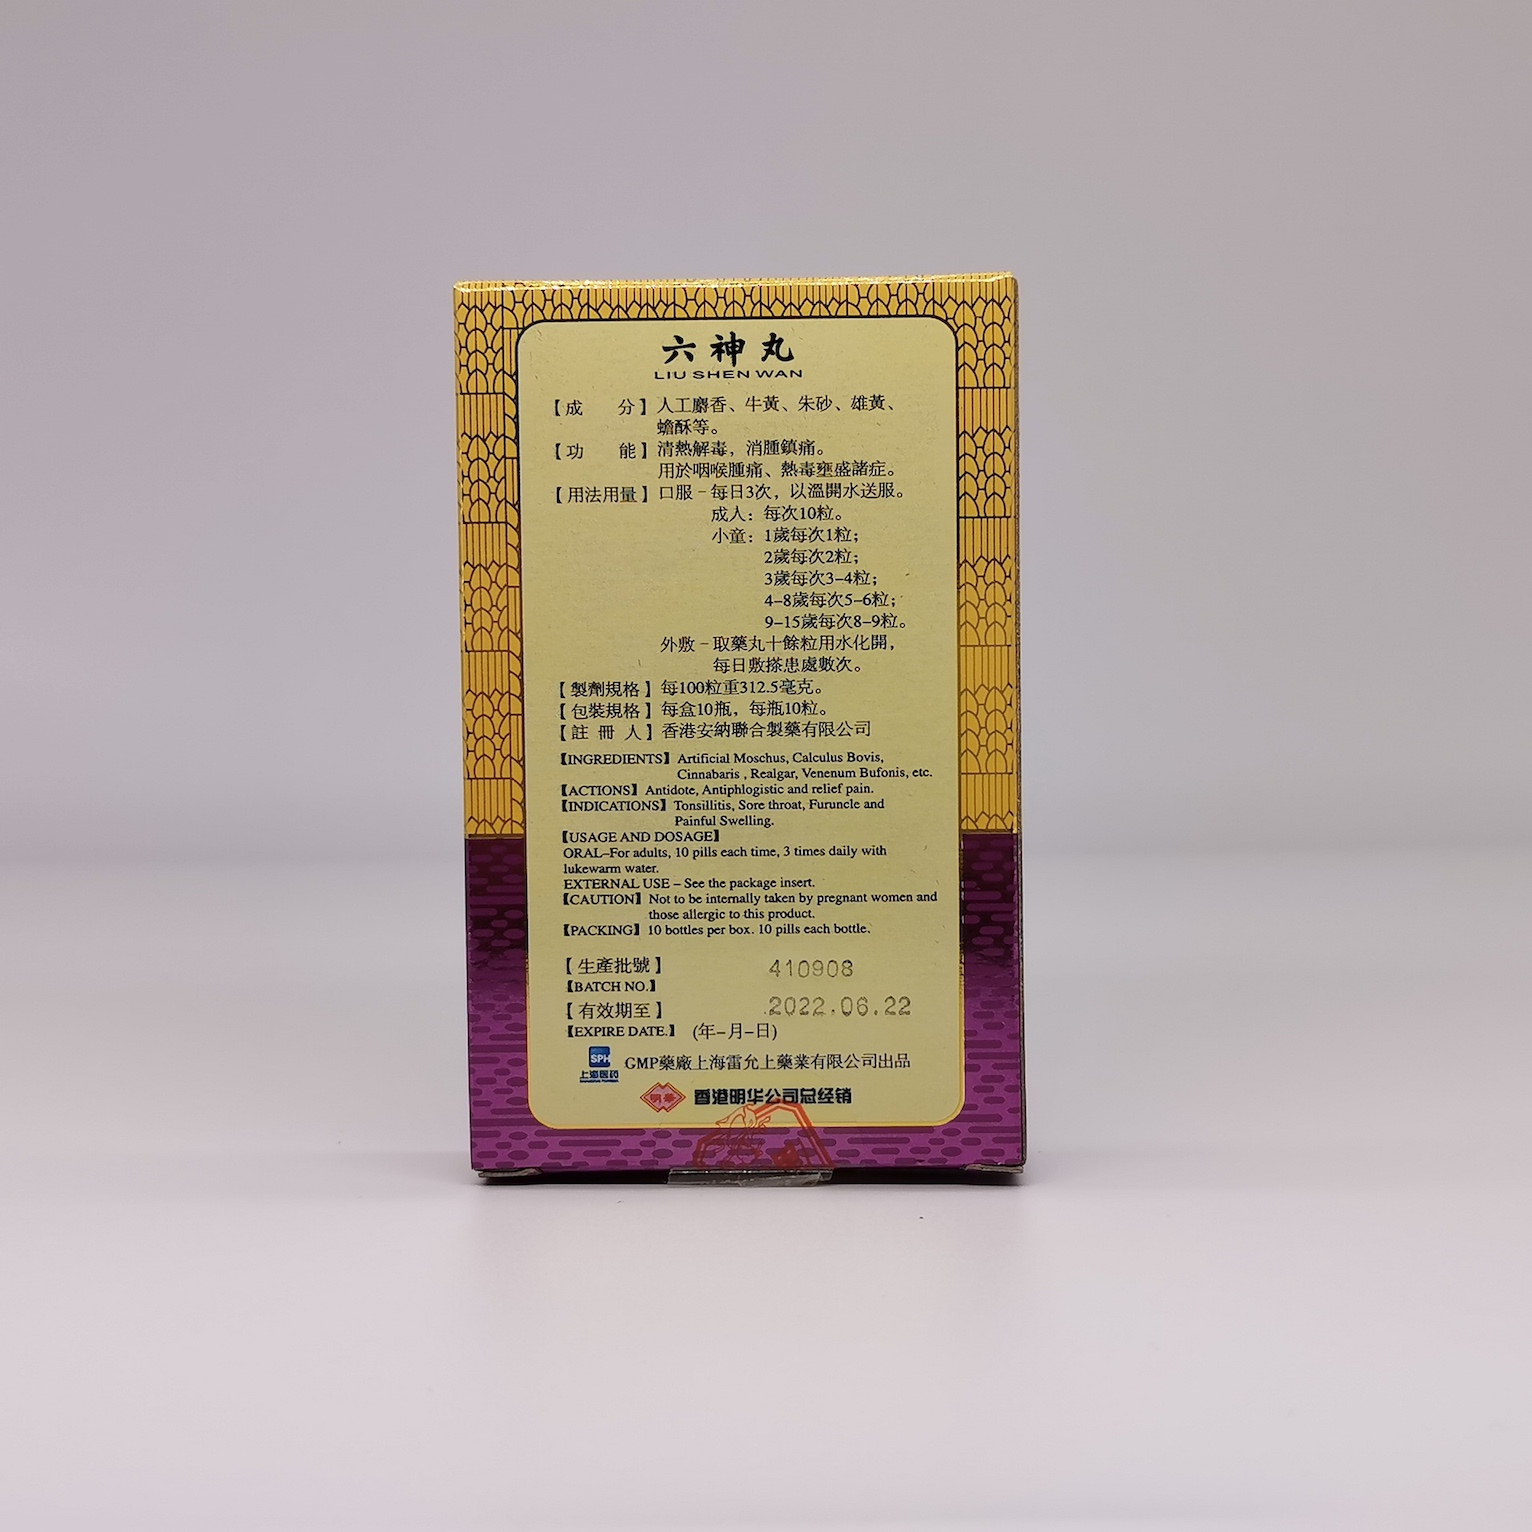 六神丸
LIU SHEN WAN
【成 分】人工麝香、牛黃、朱砂、雄黃、
蟾酥等。
【功 能】清熱解毒，消腫鎮痛。
用於咽喉腫痛、熱毒壅盛諸症。
【用法用量】口服－每日3次，以溫開水送服。
成人：每次10粒。
小童：1歲每次1粒；
2歲每次2粒；
3歲每次3–4粒；
4–8歲每次5–6粒；
9–15歲每次8–9粒。
外敷－取藥丸十餘粒用水化開，
每日敷搽患處數次。
【製劑規格】每100粒重312.5毫克。
【包裝規格】每盒10瓶，每瓶10粒。
【註冊人】香港安納聯合製藥有限公司
【INGREDIENTS】Artificial Moschus, Calculus Bovis,
Cinnabaris , Realgar, Venenum Bufonis, etc.
【ACTIONS】Antidote, Antiphlogistic and relief pain.
【INDICATIONS】Tonsillitis, Sore throat, Furuncle and
Painful Swelling.
【USAGE AND DOSAGE】
ORAL–For adults, 10 pills each time, 3 times daily with
lukewarm water.
EXTERNAL USE – See the package insert.
【CAUTION】Not to be internally taken by pregnant women and
those allergic to this product.
【PACKING】10 bottles per box. 10 pills each bottle.
【生產批號】 410908
【BATCH NO.】
【有效期至】 2022.06.22
【EXPIRE DATE.】 (年–月–日)
SPH
上海医药
GMP藥廠上海雷允上藥業有限公司出品
明華
香港明华公司总经销